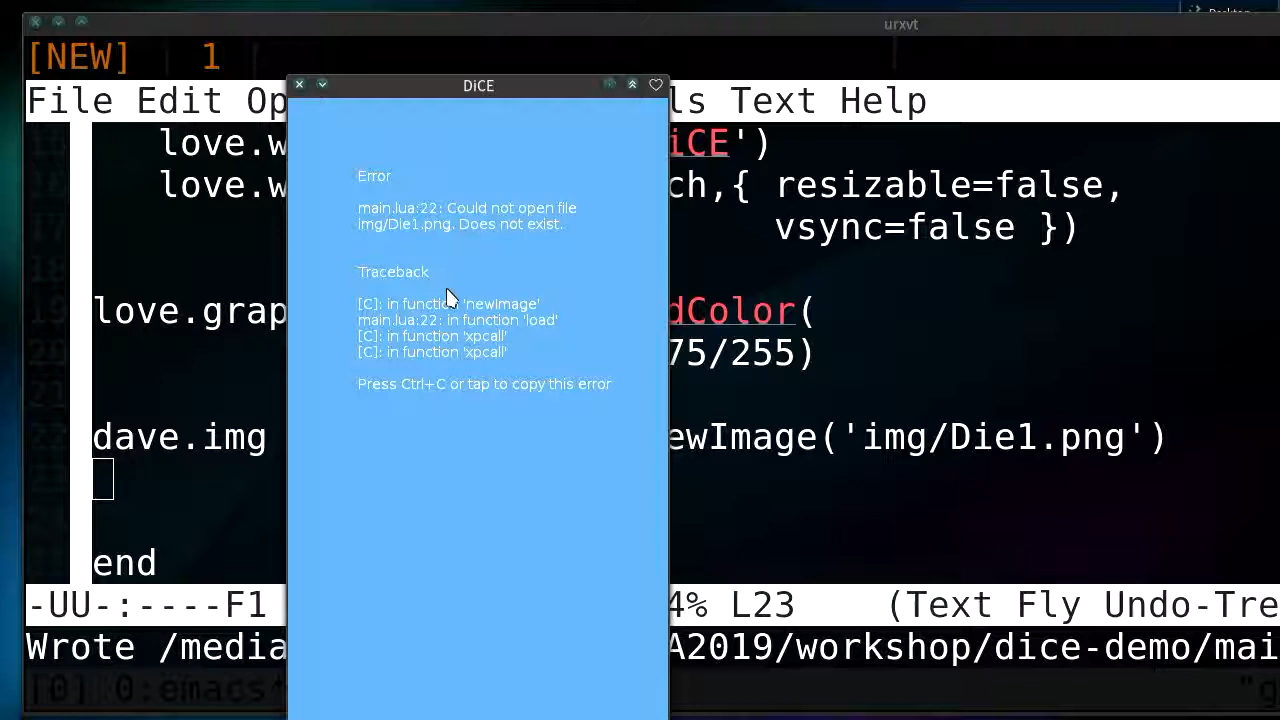 Desktop
urxvt
[NEW] 1
DiCE
File Edit Op
ls Text Help
love.w
iCE')
love.w
ch,{ resizable=false,
vsync=false })
Error
main.lua:22: Could not open file
img/Die1.png. Does not exist.
Traceback
[C]: in function 'newImage'
main.lua:22: in function 'load'
[C]: in function 'xpcall'
[C]: in function 'xpcall'
Press Ctrl+C or tap to copy this error
love.grap
dColor(
75/255)
dave.img
ewImage('img/Die1.png')
end
-UU-:----F1
4% L23 (Text Fly Undo-Tre
Wrote /media
A2019/workshop/dice-demo/mai
[0] 0:emacs*
"g